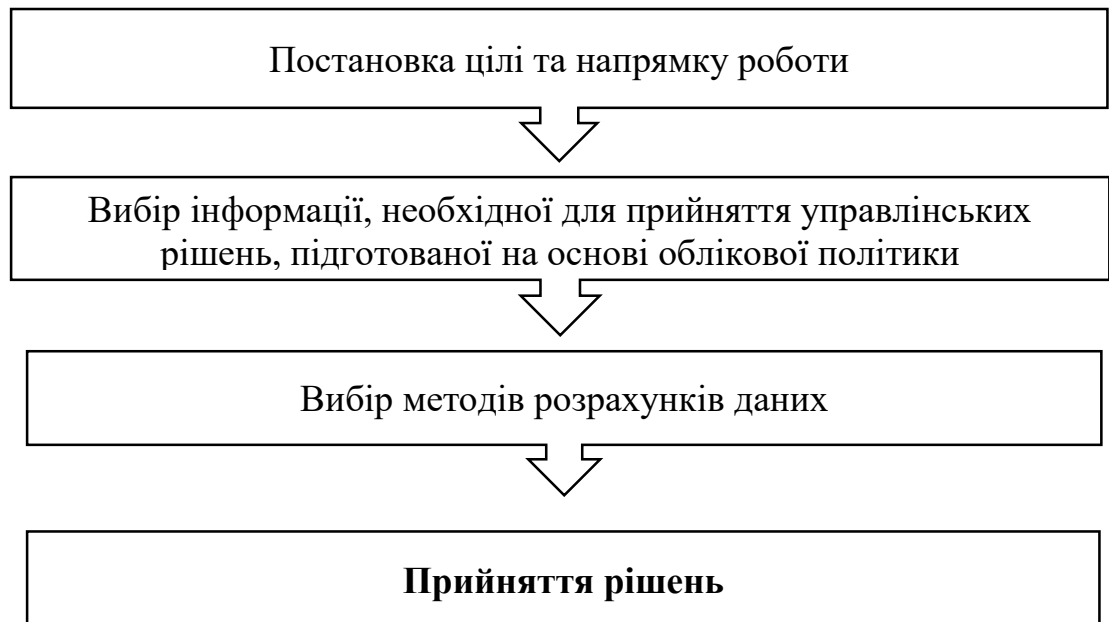 Постановка цілі та напрямку роботи
Вибір інформації, необхідної для прийняття управлінських
рішень, підготованої на основі облікової політики
Вибір методів розрахунків даних
Прийняття рішень